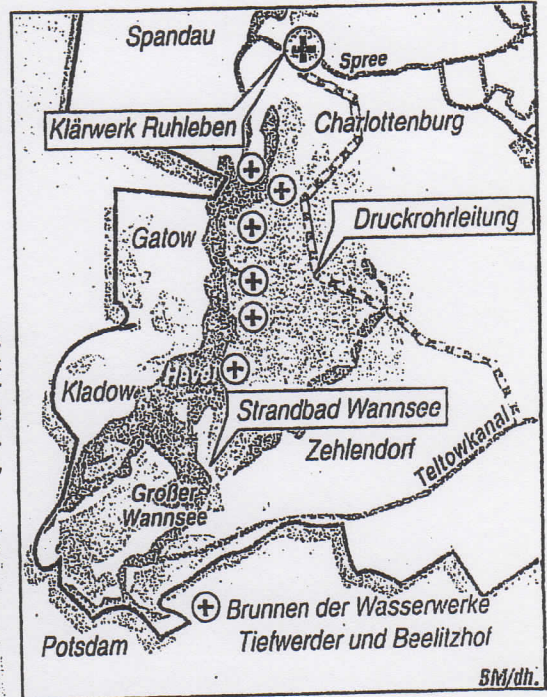 Spandau
Spree
Klärwerk Ruhleben
Charlottenburg
Druckrohrleitung
Gatow
Havel
Kladow
Strandbad Wannsee
Zehlendorf
Teltowkanal
Großer
Wannsee
Brunnen der Wasserwerke
Tiefwerder und Beelitzhof
Potsdam
BM/dh.